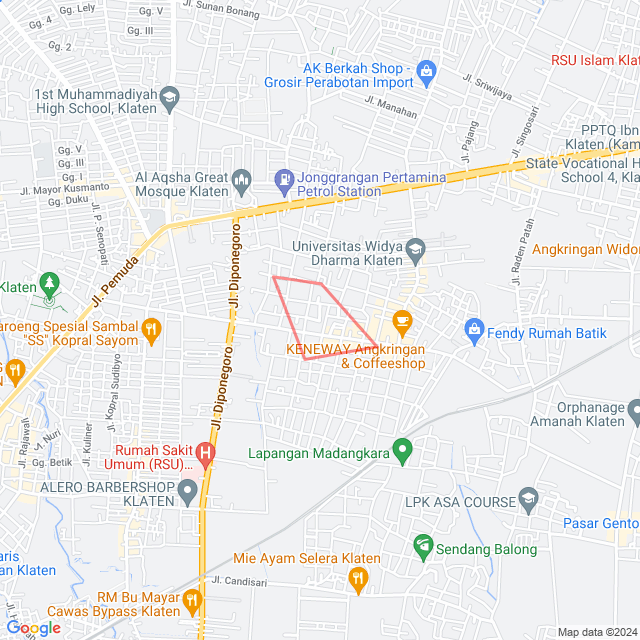 Jl. Sunan Bonang
Gg. 4
Gg. 7
Gg. 2
AK Berkah Shop -
Grosir Perabotan Import
RSU Islam Klaten
Jl. Sriwijaya
1st Muhammadiyah
High School, Klaten
Jl. Manahan
Jl. Singosari
Jl. Pajang
PPTQ Ibn
Klaten (Kam
Gg. V
Gg. III
Gg. I
Jl. Mayor Kusmanto
Gg. Duku
Al Aqsha Great
Mosque Klaten
Jonggrangan Pertamina
Petrol Station
State Vocational H
School 4, Kla
Jl. P. Senopati
Jl. Diponegoro
Universitas Widya
Dharma Klaten
Jl. Raden Patah
Angkringan Widor
Jl. Pemuda
Klaten
aroeng Spesial Sambal
"SS" Kopral Sayom
KENEWAY Angkringan
& Coffeeshop
Fendy Rumah Batik
Jl. Kopral Sudibyo
Jl. Diponegoro
G
N
Orphanage
Amanah Klaten
Jl. Rajawali
M. Nuri
Gg. Betik
Jl. Kuliner
Rumah Sakit
Umum (RSU)...
H
Lapangan Madangkara
ALERO BARBERSHOP
KLATEN
LPK ASA COURSE
Pasar Gento
Sendang Balong
aris
an Klaten
Mie Ayam Selera Klaten
Jl. Candisari
RM Bu Mayar
Cawas Bypass Klaten
Google
Map data ©2024